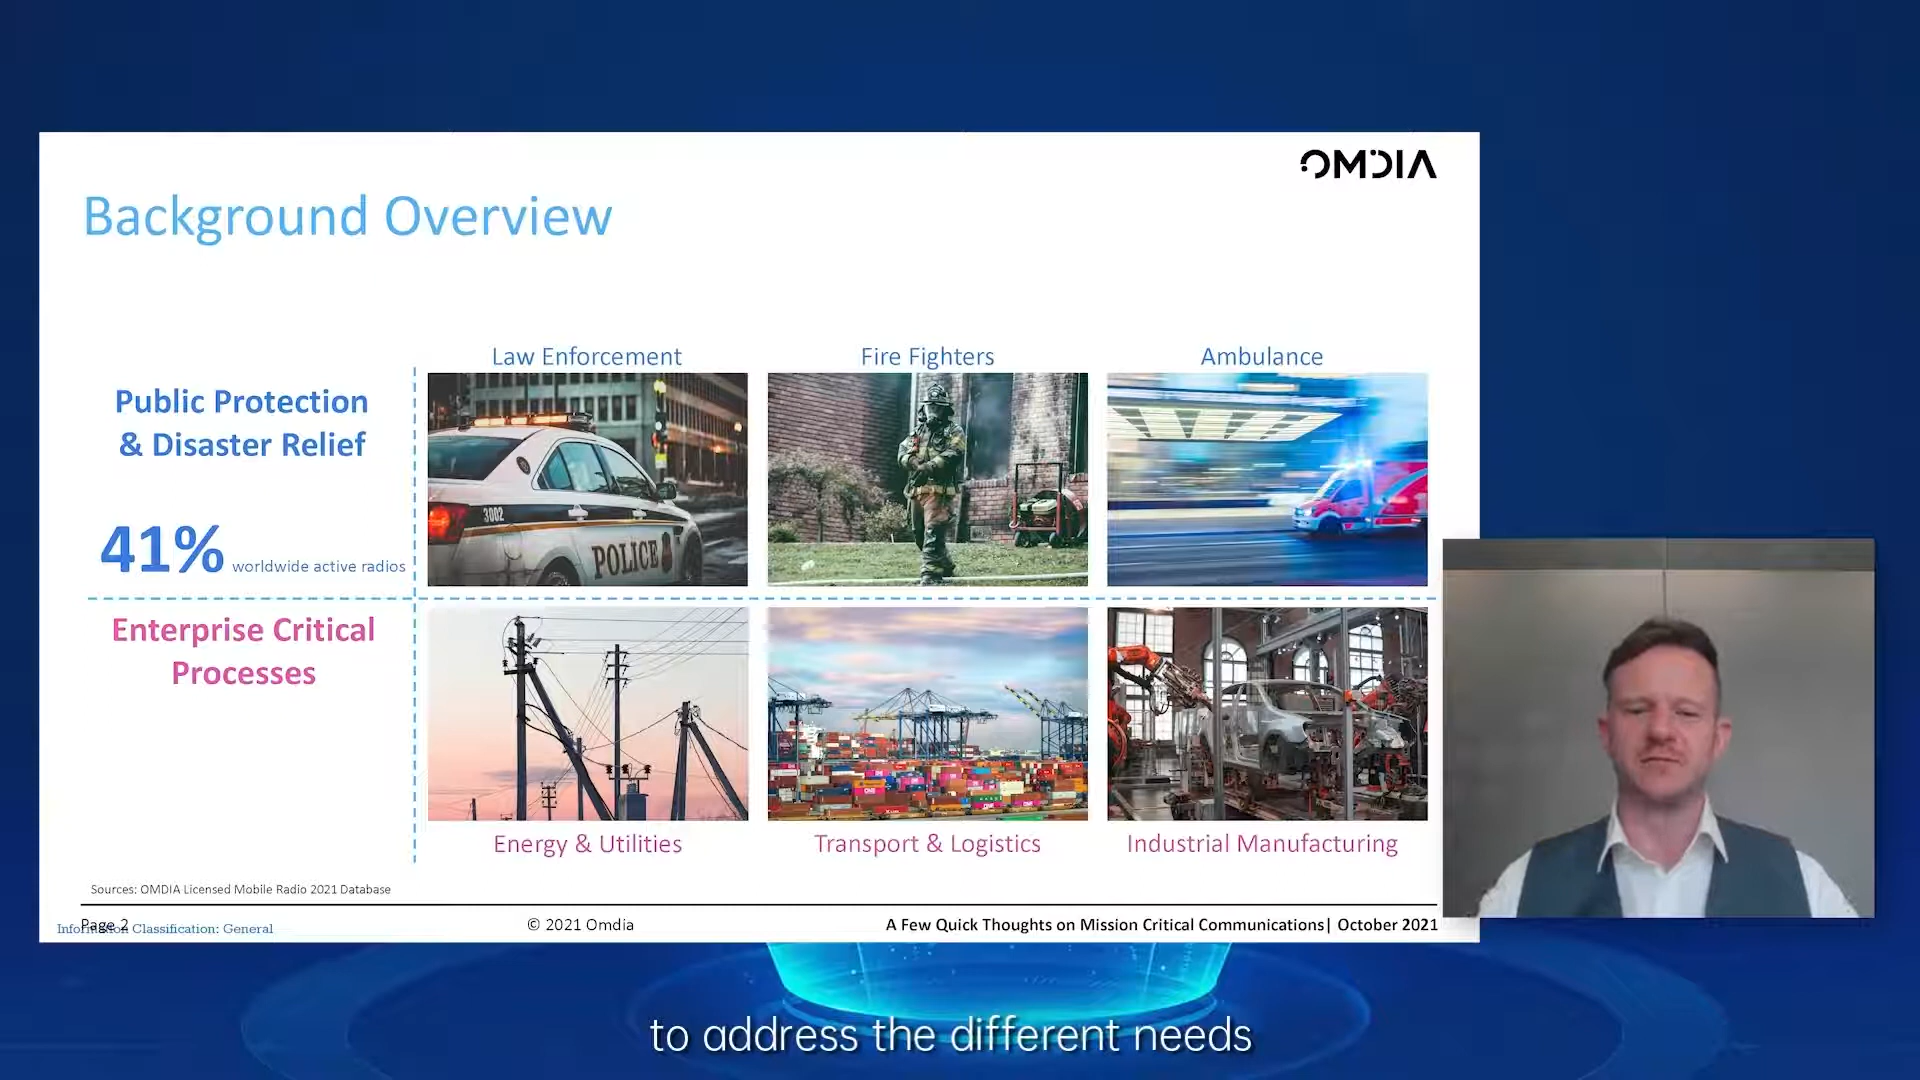 OMDIA
Background Overview
Law Enforcement
Fire Fighters
Ambulance
Public Protection
& Disaster Relief
41% worldwide active radios
3002
POLICE
Enterprise Critical
Processes
Energy & Utilities
Transport & Logistics
Industrial Manufacturing
Sources: OMDIA Licensed Mobile Radio 2021 Database
Page 2
Information Classification: General
© 2021 Omdia
A Few Quick Thoughts on Mission Critical Communications| October 2021
to address the different needs